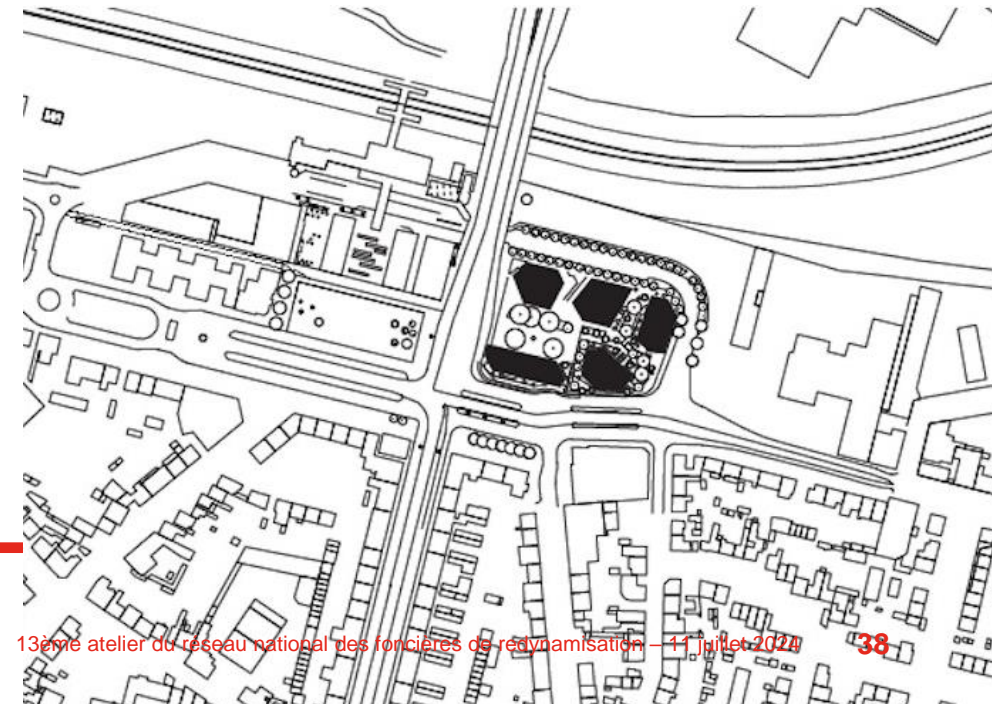 13ème atelier du réseau national des foncières de redynamisation – 11 juillet 2024 38